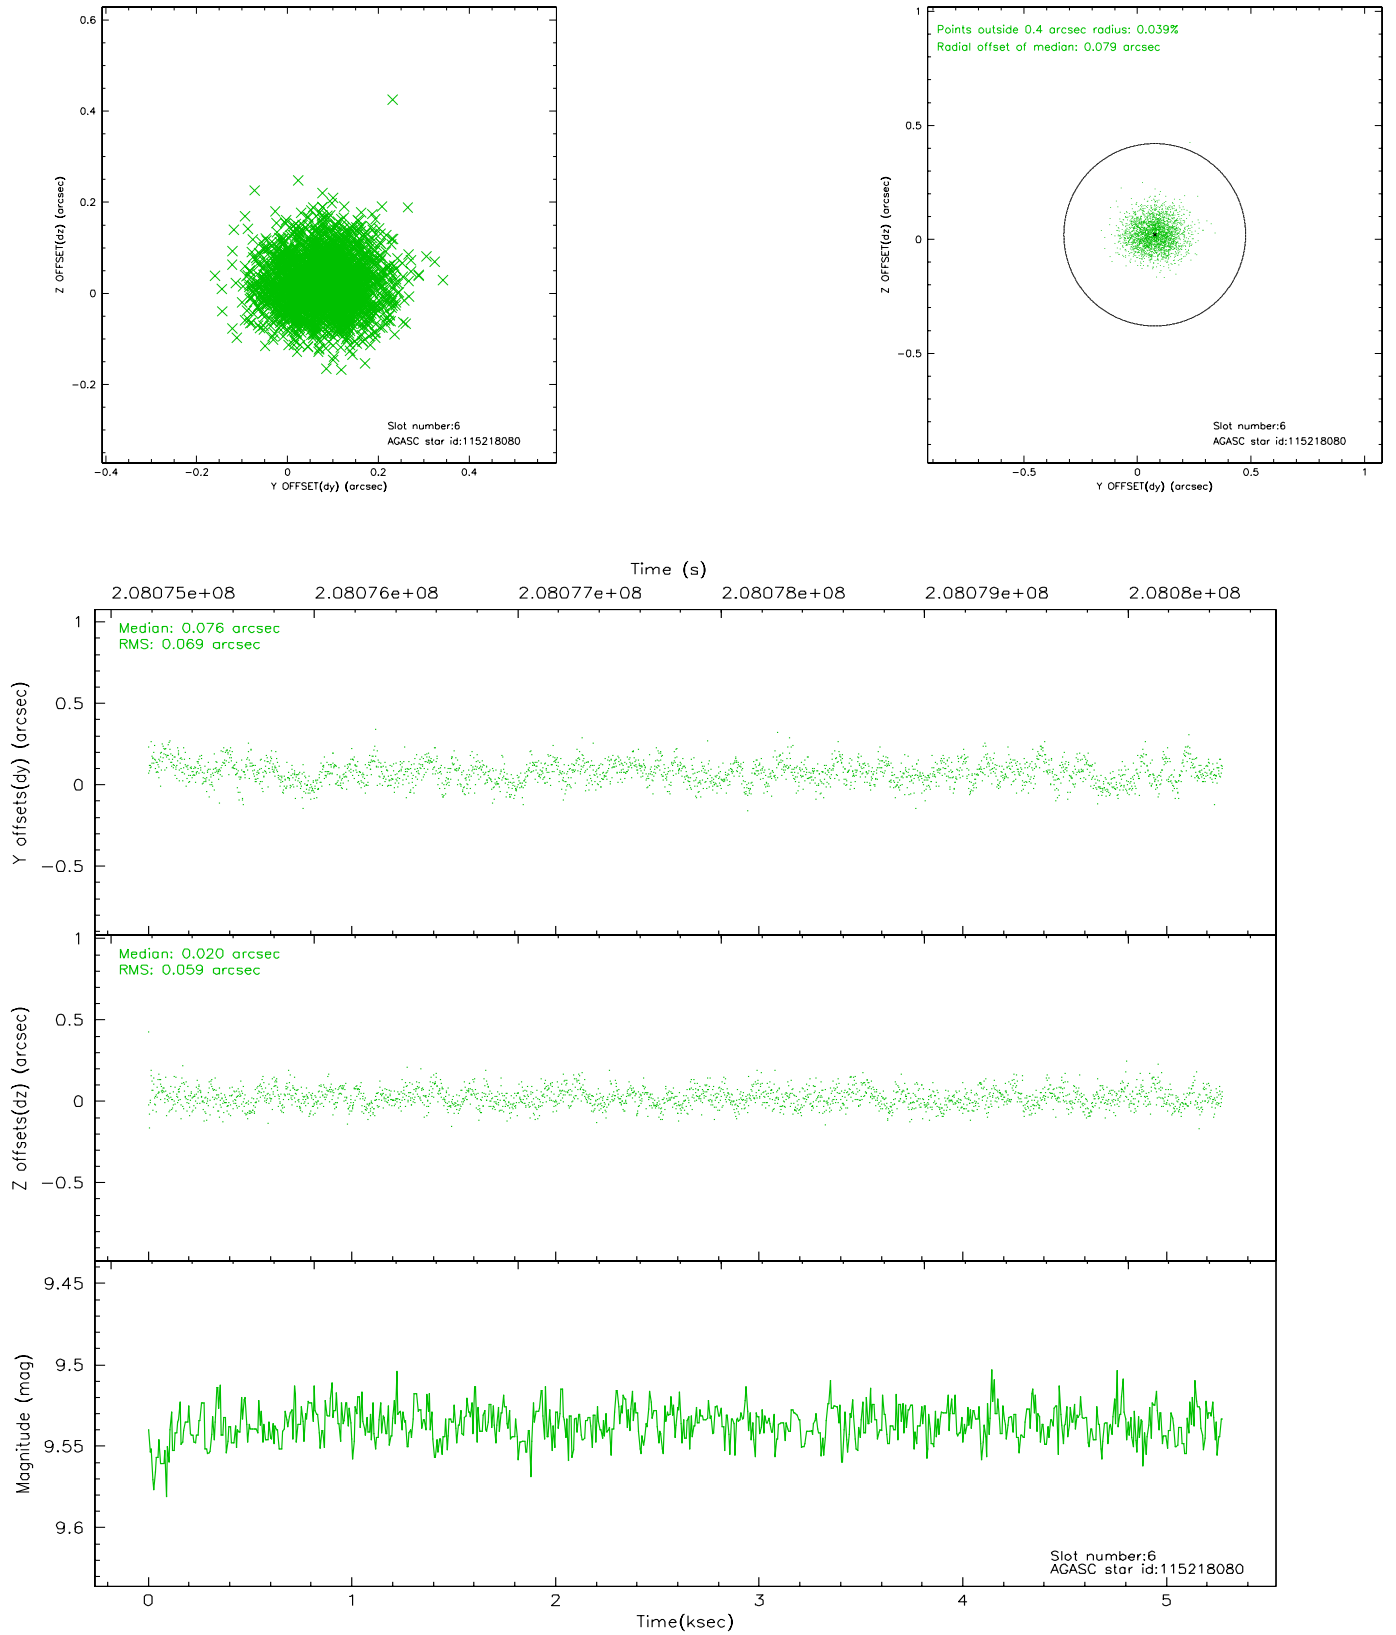 0.6
0.4
0.2
0
−0.2
Z OFFSET(dz) (arcsec)
Slot number:6
AGASC star id:115218080
−0.4
−0.2
0
0.2
0.4
Y OFFSET(dy) (arcsec)
Points outside 0.4 arcsec radius: 0.039%
Radial offset of median: 0.079 arcsec
1
0.5
0
−0.5
Z OFFSET(dz) (arcsec)
Slot number:6
AGASC star id:115218080
−0.5
0
0.5
1
Y OFFSET(dy) (arcsec)
Time (s)
2.08075e+08
2.08076e+08
2.08077e+08
2.08078e+08
2.08079e+08
2.0808e+08
Median: 0.076 arcsec
RMS: 0.069 arcsec
1
0.5
0
−0.5
Y offsets(dy) (arcsec)
Median: 0.020 arcsec
RMS: 0.059 arcsec
1
0.5
0
−0.5
Z offsets(dz) (arcsec)
9.45
9.5
9.55
9.6
Magnitude (mag)
Slot number:6
AGASC star id:115218080
0
1
2
3
4
5
Time(ksec)